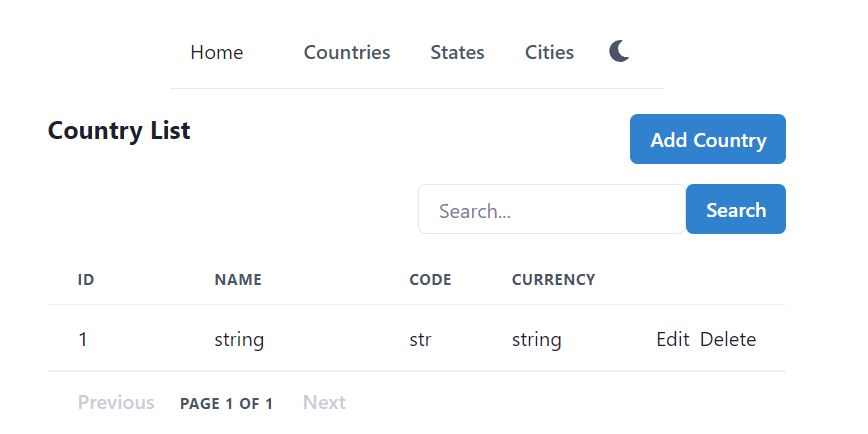 Home Countries States Cities
Country List Add Country
Search... Search
ID NAME CODE CURRENCY
1 string str string Edit Delete
Previous PAGE 1 OF 1 Next